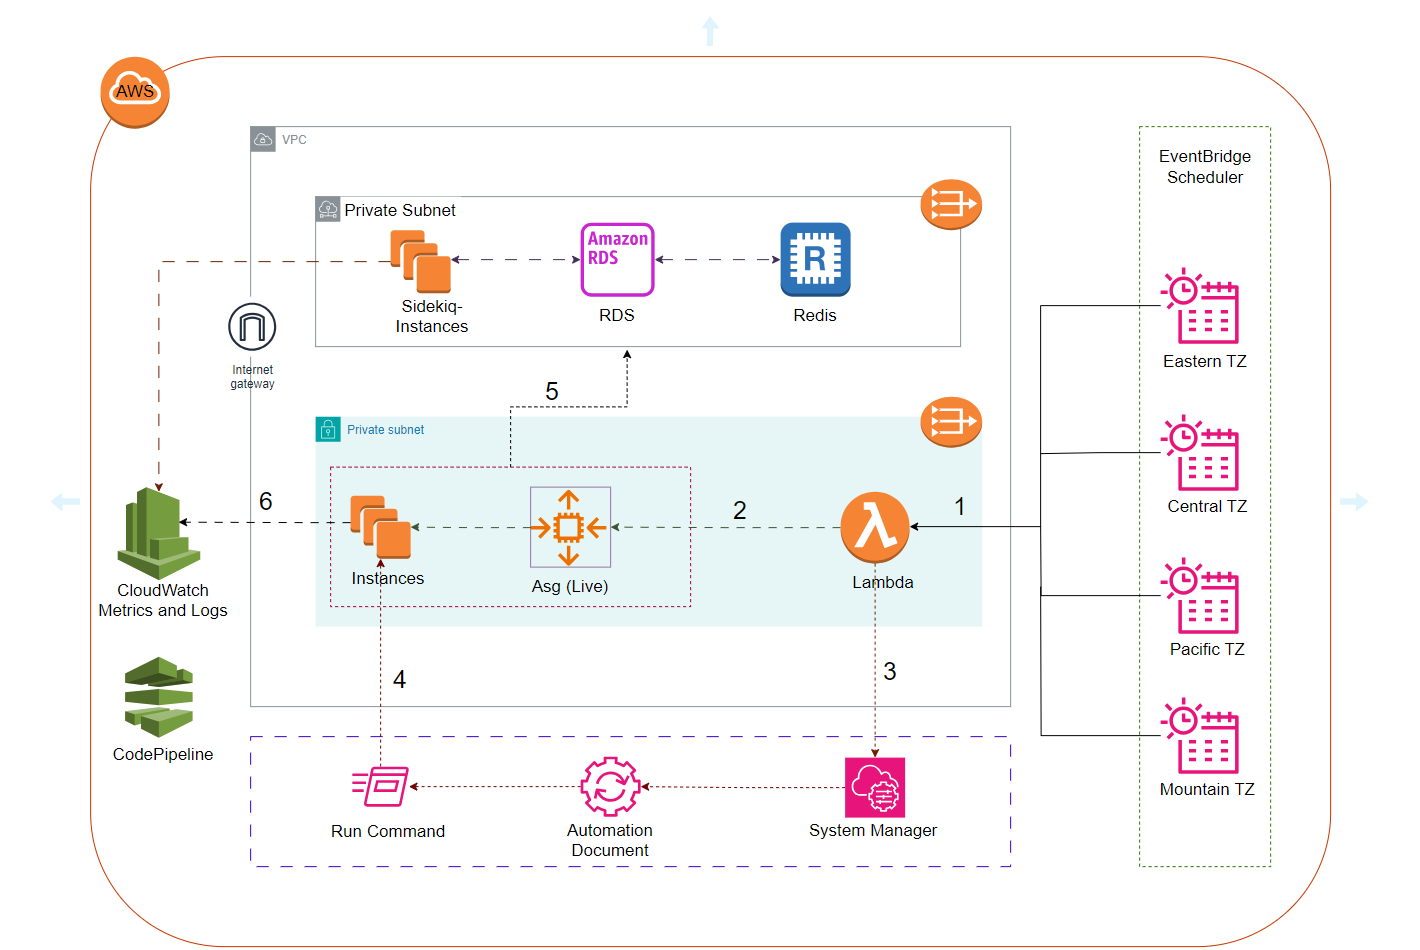 AWS
VPC
EventBridge
Scheduler
Private Subnet
Amazon
RDS
R
Sidekiq-
Instances
RDS
Redis
Internet
gateway
Eastern TZ
5
Private subnet
Central TZ
6
2
1
λ
Instances
Asg (Live)
Lambda
CloudWatch
Metrics and Logs
Pacific TZ
4
3
CodePipeline
Mountain TZ
Run Command
Automation
Document
System Manager